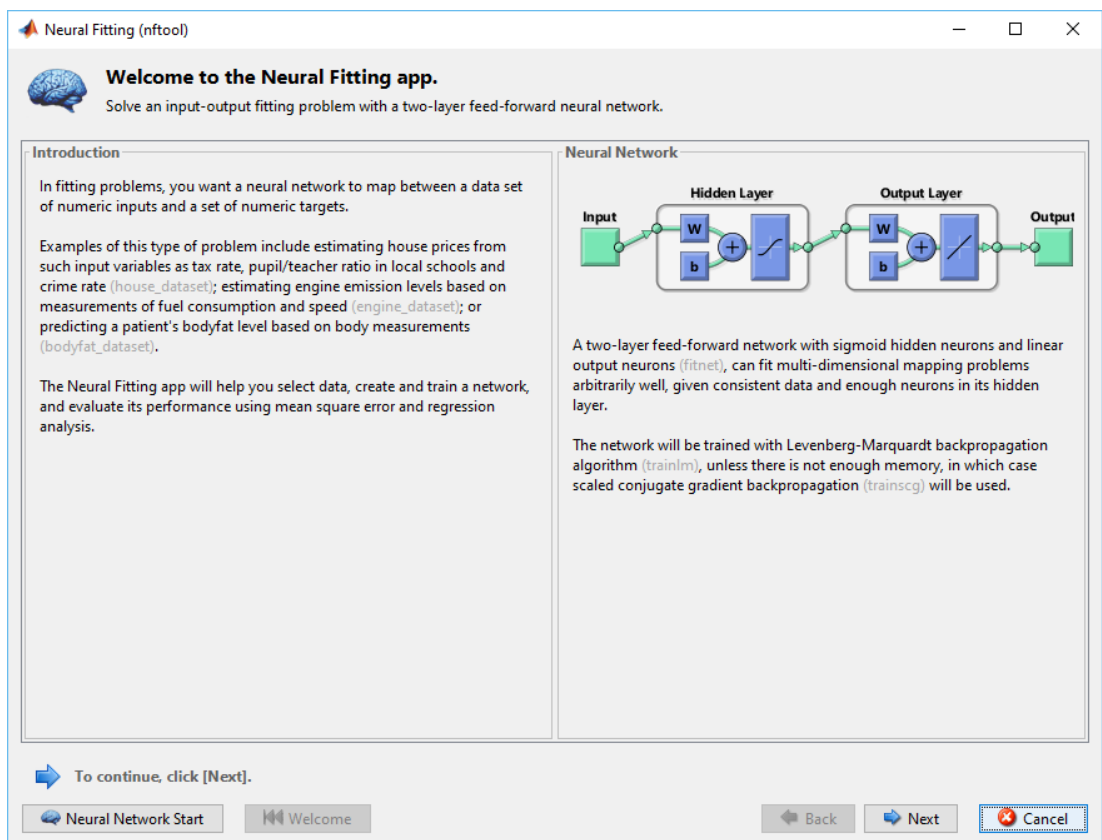 Neural Fitting (nftool)
Welcome to the Neural Fitting app.
Solve an input-output fitting problem with a two-layer feed-forward neural network.
Introduction
In fitting problems, you want a neural network to map between a data set
of numeric inputs and a set of numeric targets.
Examples of this type of problem include estimating house prices from
such input variables as tax rate, pupil/teacher ratio in local schools and
crime rate (house_dataset); estimating engine emission levels based on
measurements of fuel consumption and speed (engine_dataset); or
predicting a patient's bodyfat level based on body measurements
(bodyfat_dataset).
The Neural Fitting app will help you select data, create and train a network,
and evaluate its performance using mean square error and regression
analysis.
Neural Network
Hidden Layer
Output Layer
Input
Output
W
b
+
W
b
+
A two-layer feed-forward network with sigmoid hidden neurons and linear
output neurons (fitnet), can fit multi-dimensional mapping problems
arbitrarily well, given consistent data and enough neurons in its hidden
layer.
The network will be trained with Levenberg-Marquardt backpropagation
algorithm (trainlm), unless there is not enough memory, in which case
scaled conjugate gradient backpropagation (trainscg) will be used.
To continue, click [Next].
Neural Network Start
Welcome
Back
Next
Cancel